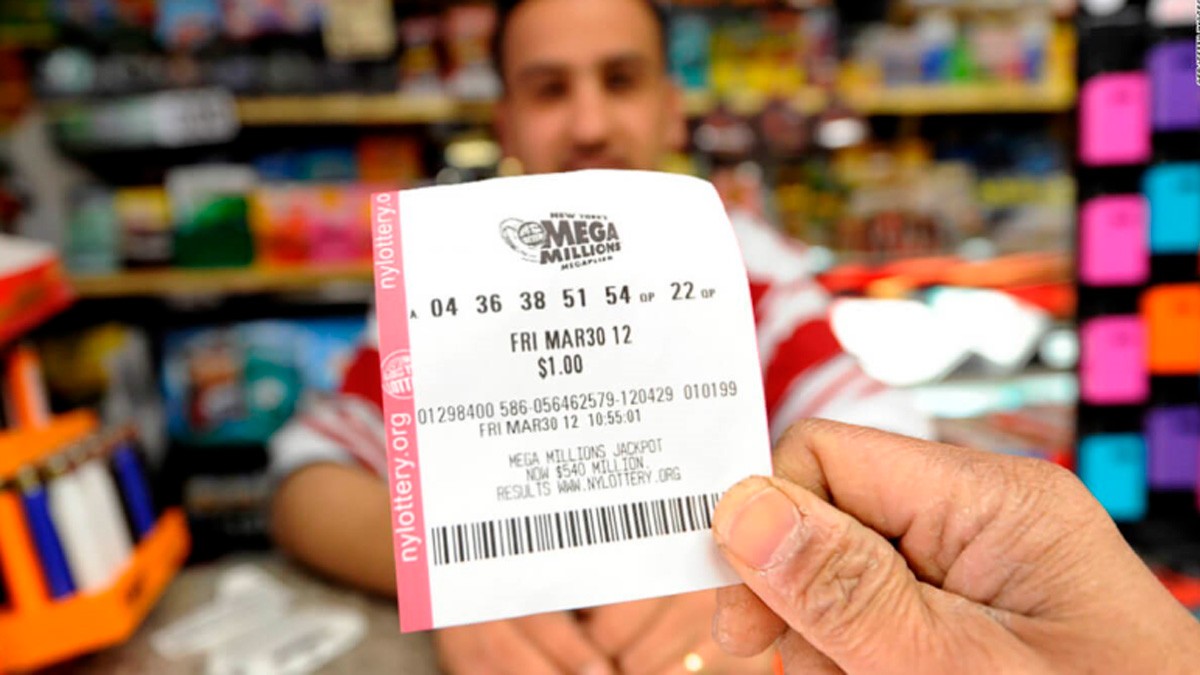 NEW YORK'S
MEGA
MILLIONS
MEGAPLIER
A 04 36 38 51 54 QP 22 QP
FRI MAR30 12
$1.00
01298400 586-056462579-120429 010199
FRI MAR30 12 10:55:01
MEGA MILLIONS JACKPOT
NOW $540 MILLION.
RESULTS WWW.NYLOTTERY.ORG
nylottery.o
nylottery.org